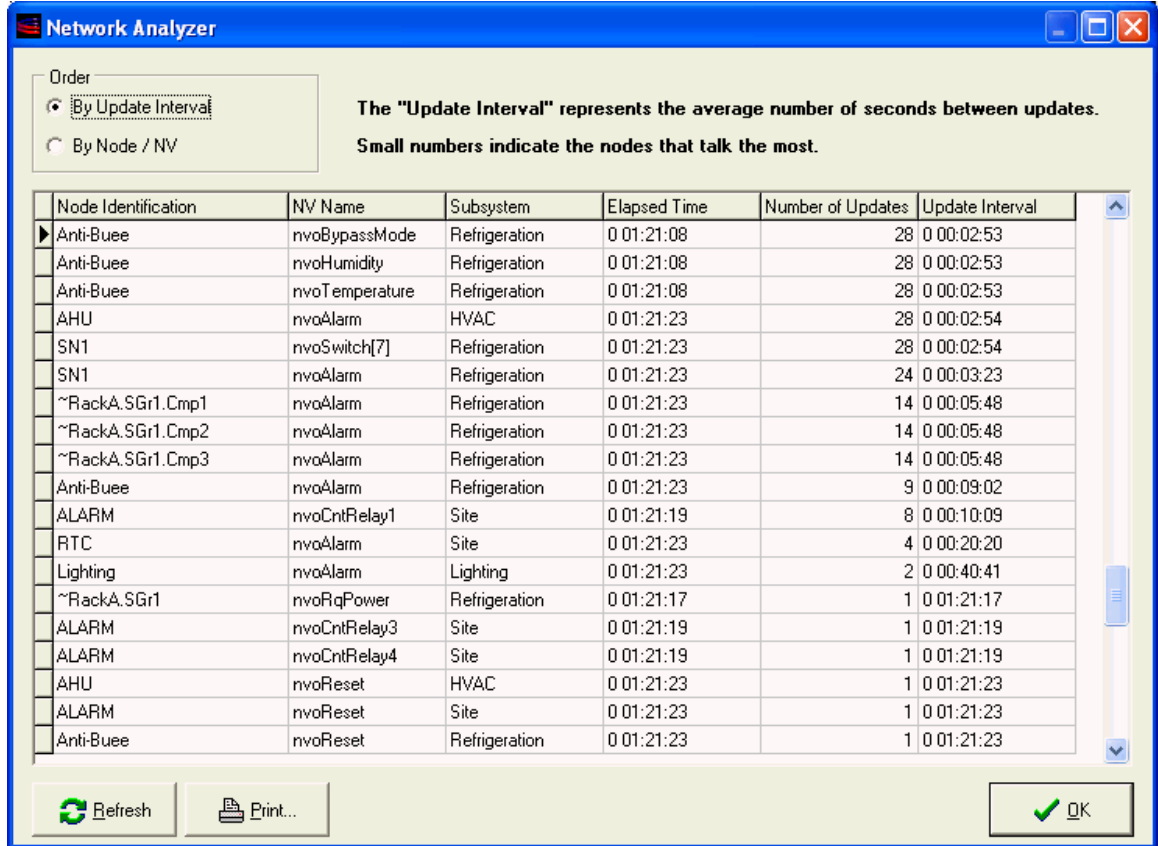 Network Analyzer
Order
By Update Interval
By Node / NV
The "Update Interval" represents the average number of seconds between updates.
Small numbers indicate the nodes that talk the most.
Node Identification NV Name Subsystem Elapsed Time Number of Updates Update Interval
Anti-Buee nvoBypassMode Refrigeration 0 01:21:08 28 0 00:02:53
Anti-Buee nvoHumidity Refrigeration 0 01:21:08 28 0 00:02:53
Anti-Buee nvoTemperature Refrigeration 0 01:21:08 28 0 00:02:53
AHU nvoAlarm HVAC 0 01:21:23 28 0 00:02:54
SN1 nvoSwitch[7] Refrigeration 0 01:21:23 28 0 00:02:54
SN1 nvoAlarm Refrigeration 0 01:21:23 24 0 00:03:23
~RackA.SGr1.Cmp1 nvoAlarm Refrigeration 0 01:21:23 14 0 00:05:48
~RackA.SGr1.Cmp2 nvoAlarm Refrigeration 0 01:21:23 14 0 00:05:48
~RackA.SGr1.Cmp3 nvoAlarm Refrigeration 0 01:21:23 14 0 00:05:48
Anti-Buee nvoAlarm Refrigeration 0 01:21:23 9 0 00:09:02
ALARM nvoCntRelay1 Site 0 01:21:19 8 0 00:10:09
RTC nvoAlarm Site 0 01:21:23 4 0 00:20:20
Lighting nvoAlarm Lighting 0 01:21:23 2 0 00:40:41
~RackA.SGr1 nvoRqPower Refrigeration 0 01:21:17 1 0 01:21:17
ALARM nvoCntRelay3 Site 0 01:21:19 1 0 01:21:19
ALARM nvoCntRelay4 Site 0 01:21:19 1 0 01:21:19
AHU nvoReset HVAC 0 01:21:23 1 0 01:21:23
ALARM nvoReset Site 0 01:21:23 1 0 01:21:23
Anti-Buee nvoReset Refrigeration 0 01:21:23 1 0 01:21:23
Refresh Print... OK